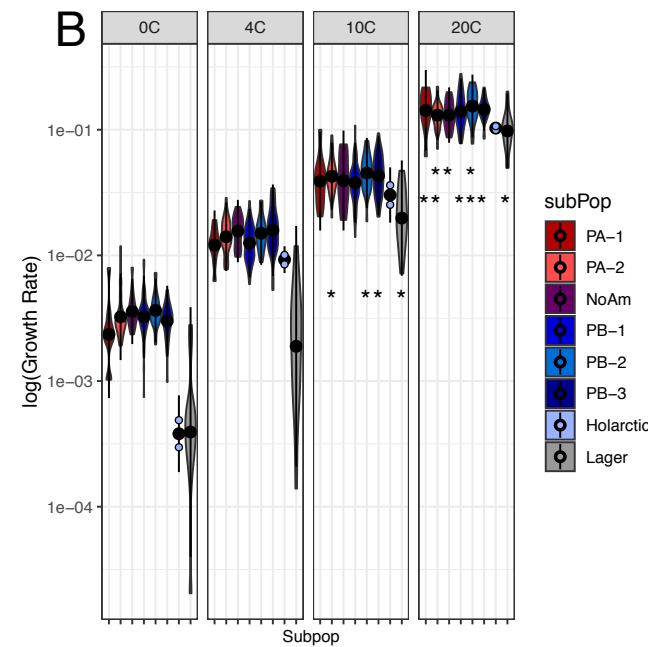 B
0C
4C
10C
20C
log(Growth Rate)
1e−01
1e−02
1e−03
1e−04
* * *
** *** *
* ** *
Subpop
subPop
PA−1
PA−2
NoAm
PB−1
PB−2
PB−3
Holarctic
Lager